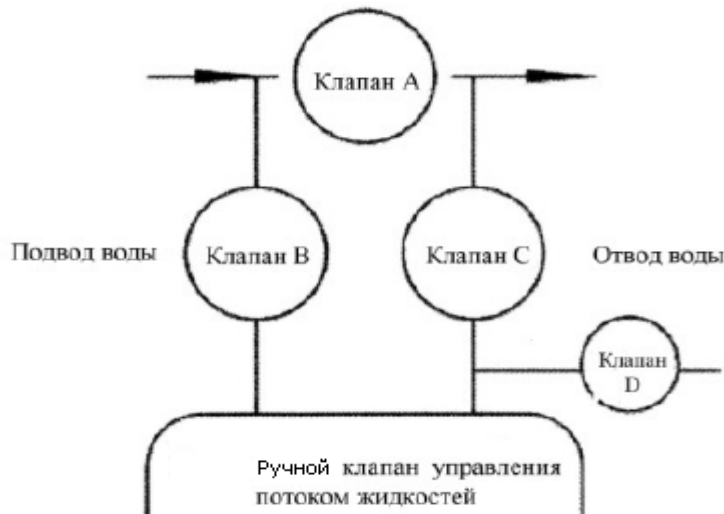 Клапан А
Подвод воды
Клапан В
Клапан С
Отвод воды
Клапан
D
Ручной клапан управления
потоком жидкостей